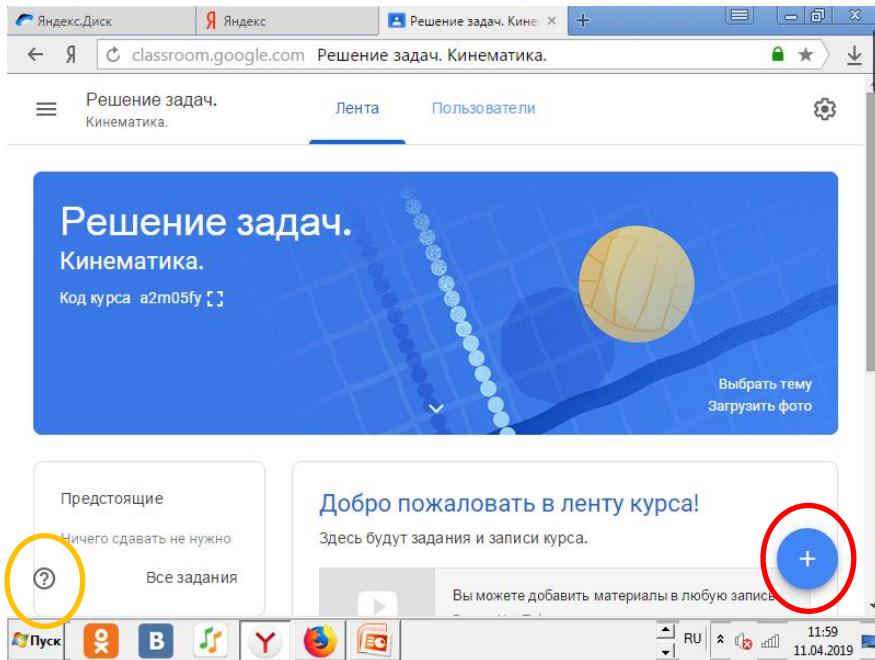 Яндекс.Диск
Яндекс
Решение задач. Кине
classroom.google.com Решение задач. Кинематика.
Решение задач.
Кинематика.
Лента
Пользователи
Решение задач.
Кинематика.
Код курса a2m05fy
Выбрать тему
Загрузить фото
Предстоящие
Ничего сдавать не нужно
Все задания
Добро пожаловать в ленту курса!
Здесь будут задания и записи курса.
Вы можете добавить материалы в любую запись
Пуск
RU
11:59
11.04.2019